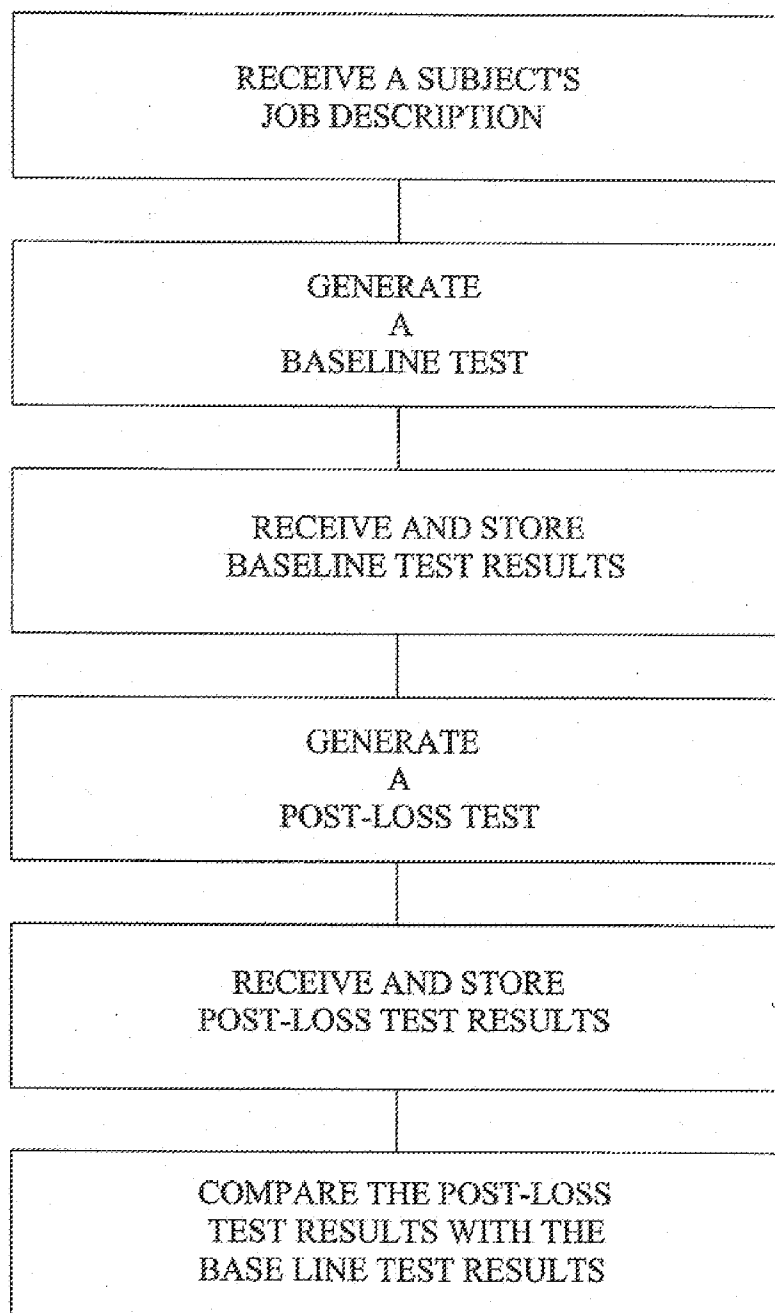 RECEIVE A SUBJECT'S
JOB DESCRIPTION
GENERATE
A
BASELINE TEST
RECEIVE AND STORE
BASELINE TEST RESULTS
GENERATE
A
POST-LOSS TEST
RECEIVE AND STORE
POST-LOSS TEST RESULTS
COMPARE THE POST-LOSS
TEST RESULTS WITH THE
BASE LINE TEST RESULTS